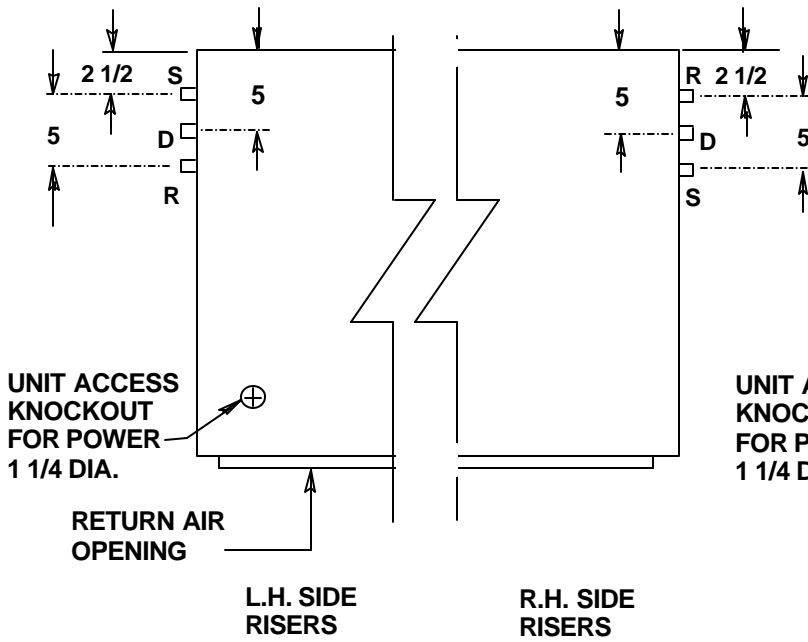 2 1/2
S
5
5
D
R
R
2 1/2
5
5
D
S
UNIT ACCESS
KNOCKOUT
FOR POWER
1 1/4 DIA.
UNIT
KNOC
FOR P
1 1/4 D
RETURN AIR
OPENING
L.H. SIDE
RISERS
R.H. SIDE
RISERS